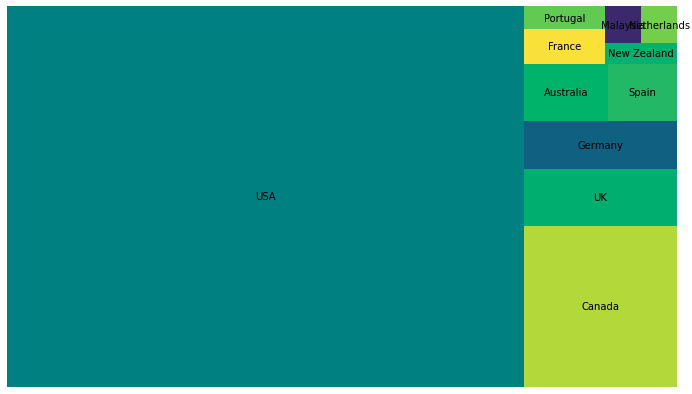 Portugal
Malaysia
Netherlands
France
New Zealand
Australia
Spain
Germany
UK
USA
Canada